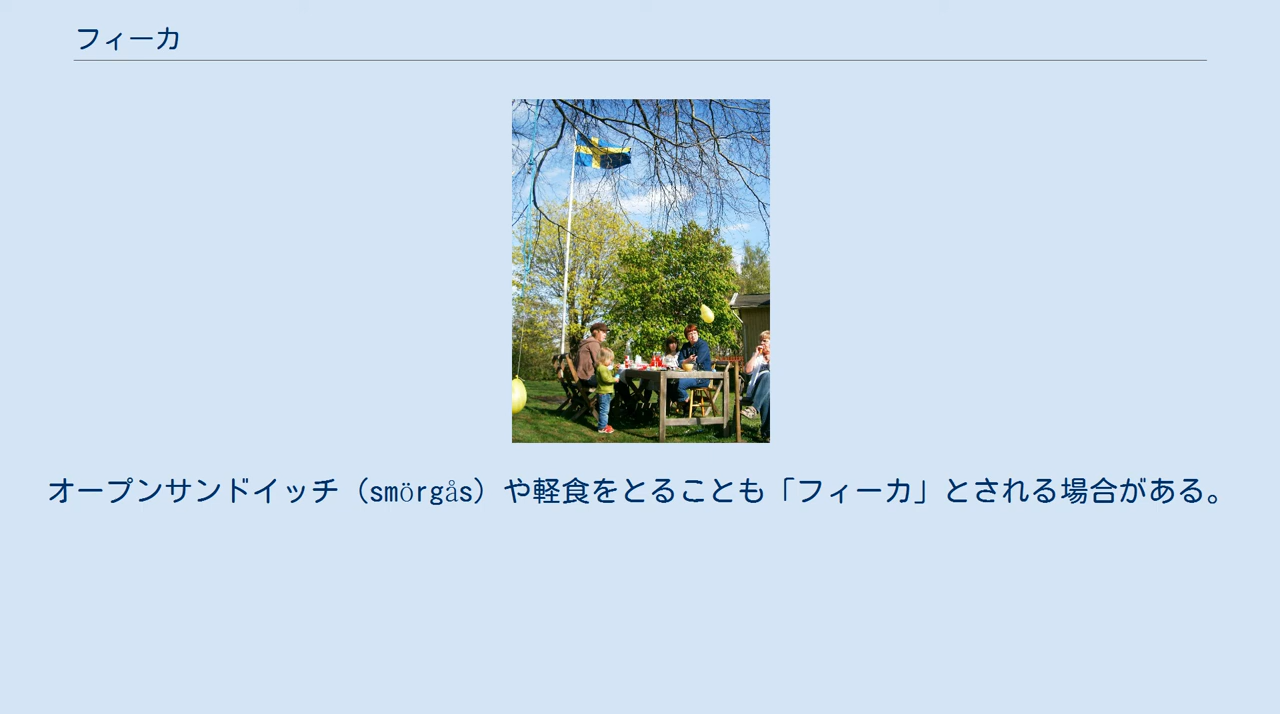 フィーカ
オープンサンドイッチ（smörgås）や軽食をとることも「フィーカ」とされる場合がある。